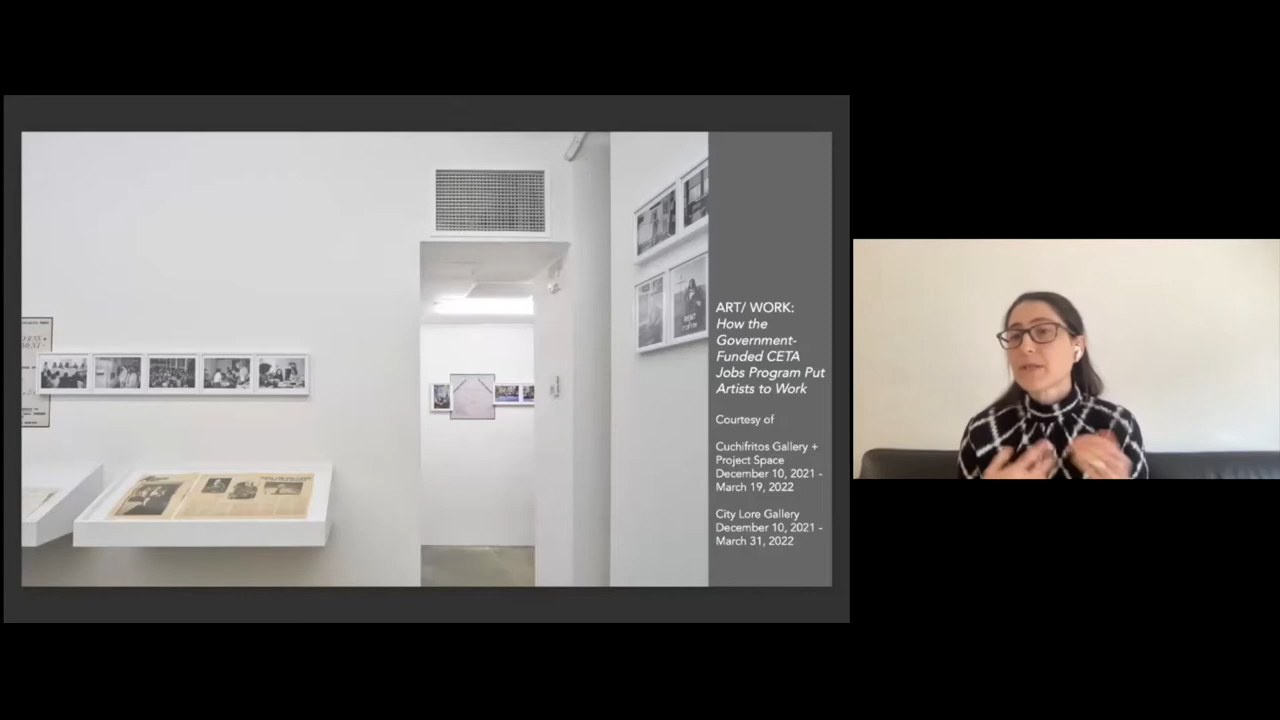 ART/ WORK:
How the
Government-
Funded CETA
Jobs Program Put
Artists to Work
Courtesy of
Cuchifritos Gallery +
Project Space
December 10, 2021 -
March 19, 2022
City Lore Gallery
December 10, 2021 -
March 31, 2022